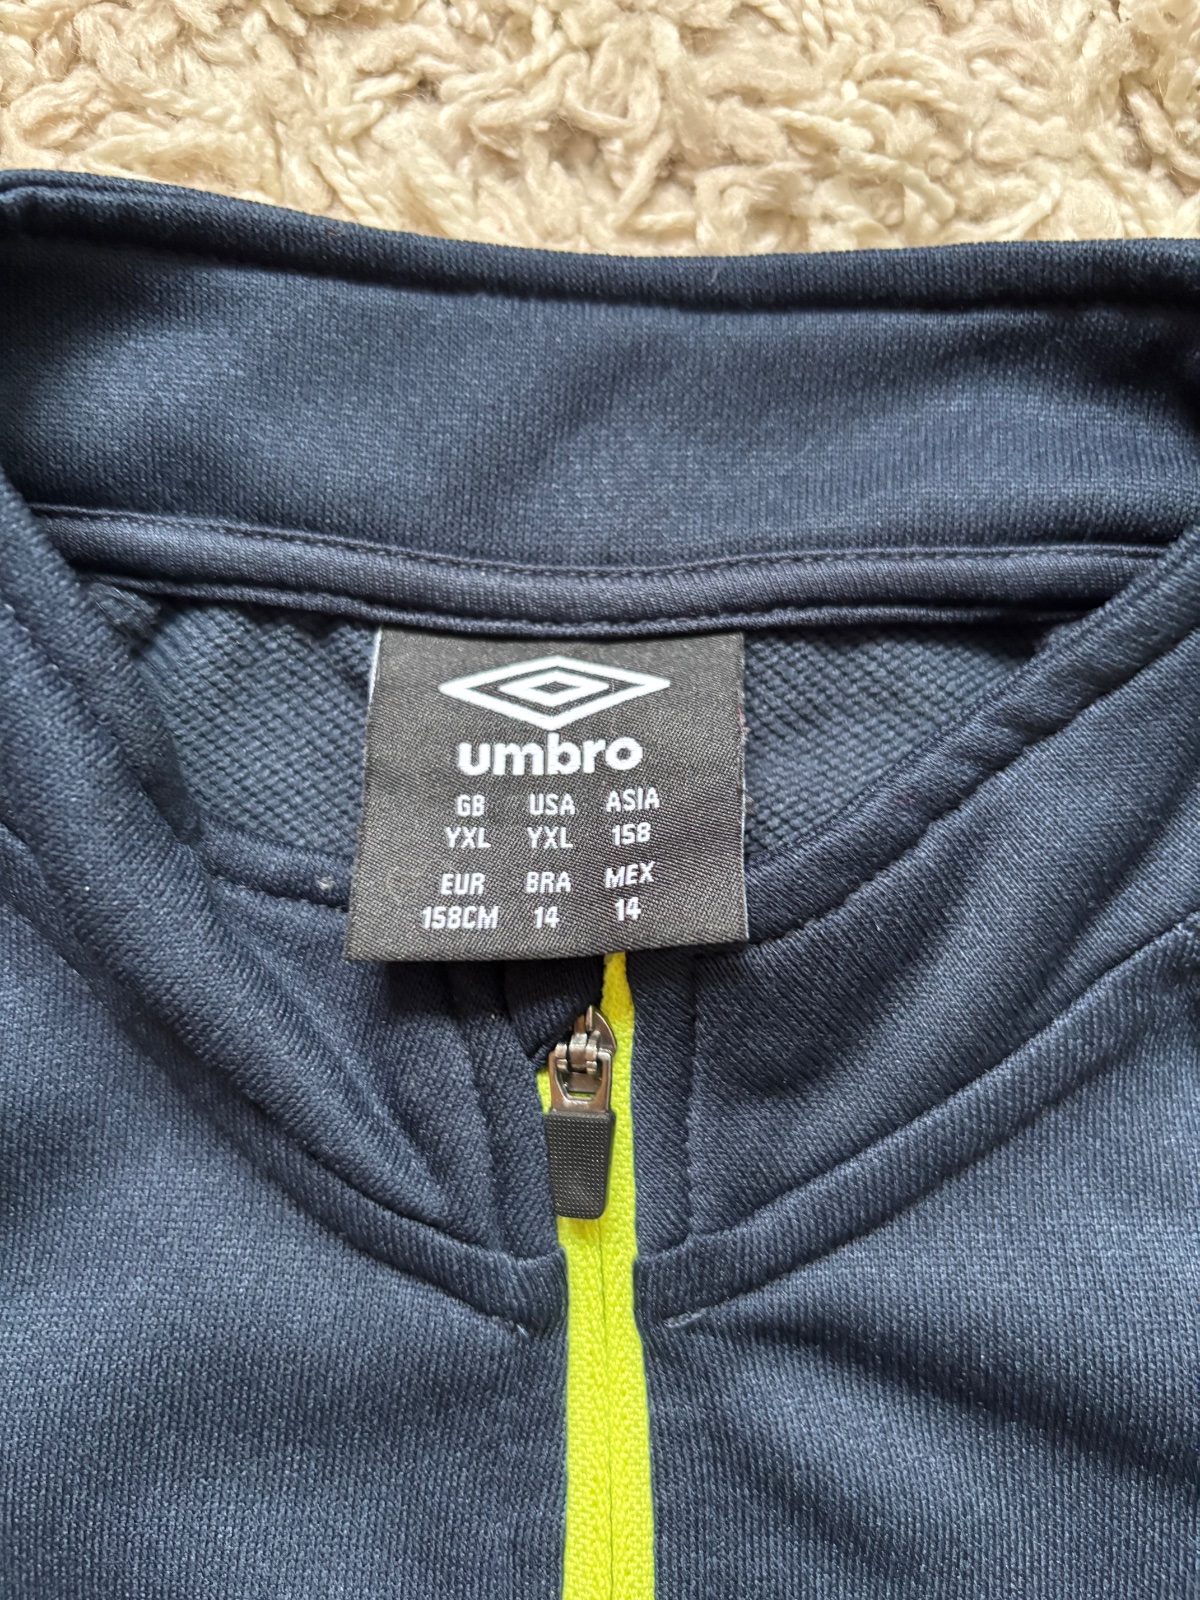 umbro
GB USA ASIA
YXL YXL 158
EUR BRA MEX
158CM 14 14